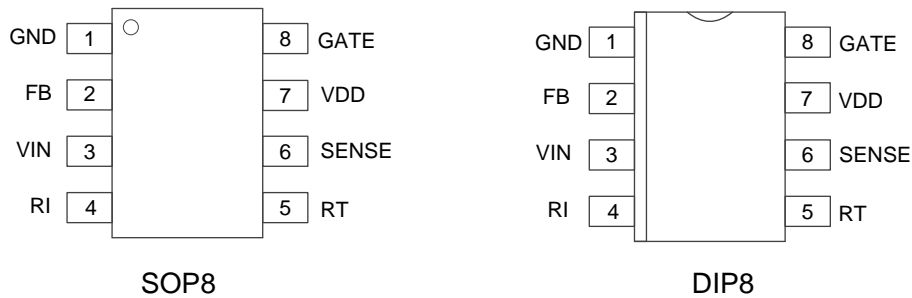 GND 1 8 GATE
FB 2 7 VDD
VIN 3 6 SENSE
RI 4 5 RT
SOP8
GND 1 8 GATE
FB 2 7 VDD
VIN 3 6 SENSE
RI 4 5 RT
DIP8